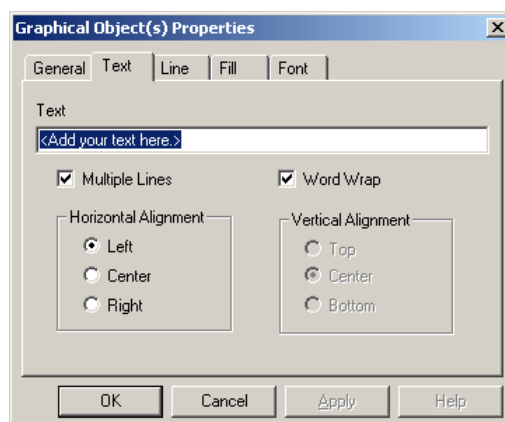 Graphical Object(s) Properties
General Text Line Fill Font
Text
<Add your text here.>
Multiple Lines Word Wrap
Horizontal Alignment Vertical Alignment
Left Top
Center Center
Right Bottom
OK Cancel Apply Help